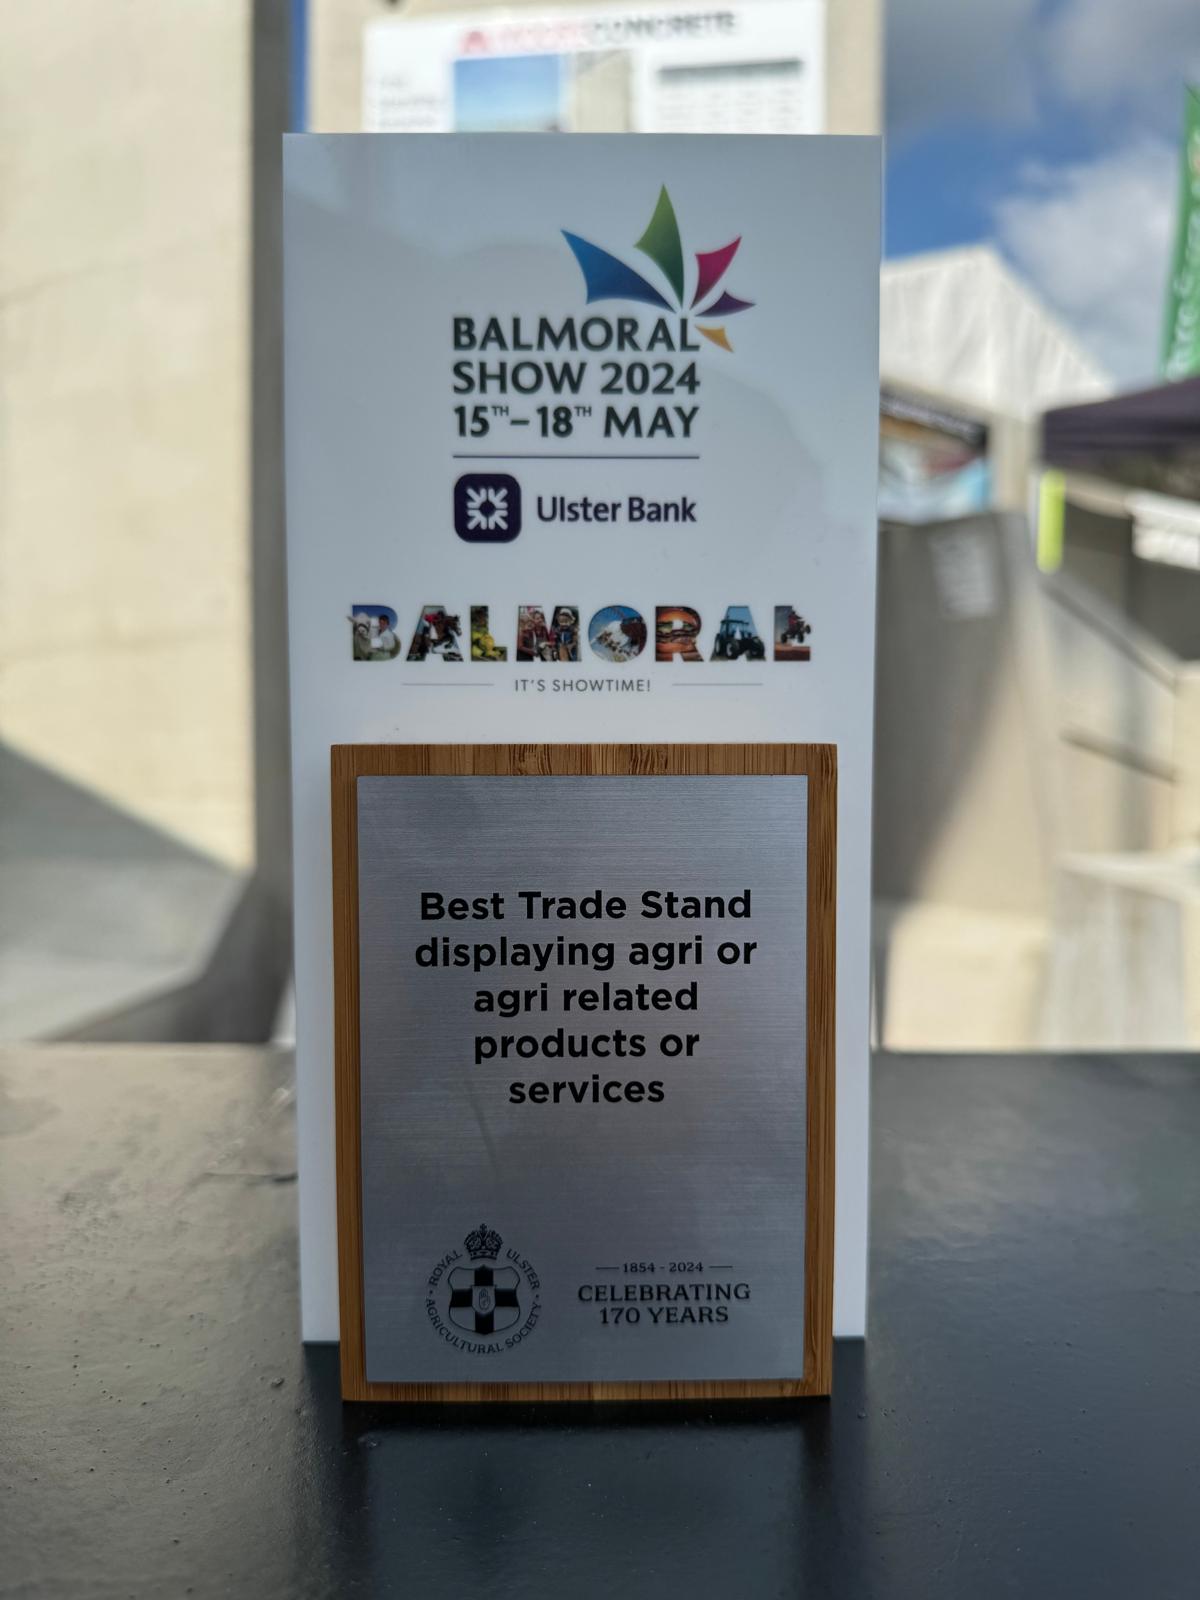 CONCRETE
BALMORAL
SHOW 2024
15TH–18TH MAY
Ulster Bank
BALMORAL
IT'S SHOWTIME!
Best Trade Stand
displaying agri or
agri related
products or
services
ROYAL ULSTER
AGRICULTURAL SOCIETY
1854 - 2024
CELEBRATING
170 YEARS